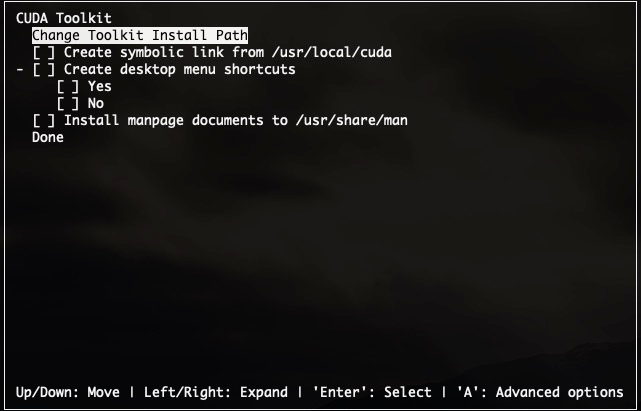 CUDA Toolkit
Change Toolkit Install Path
[ ] Create symbolic link from /usr/local/cuda
- [ ] Create desktop menu shortcuts
[ ] Yes
[ ] No
[ ] Install manpage documents to /usr/share/man
Done
Up/Down: Move | Left/Right: Expand | 'Enter': Select | 'A': Advanced options